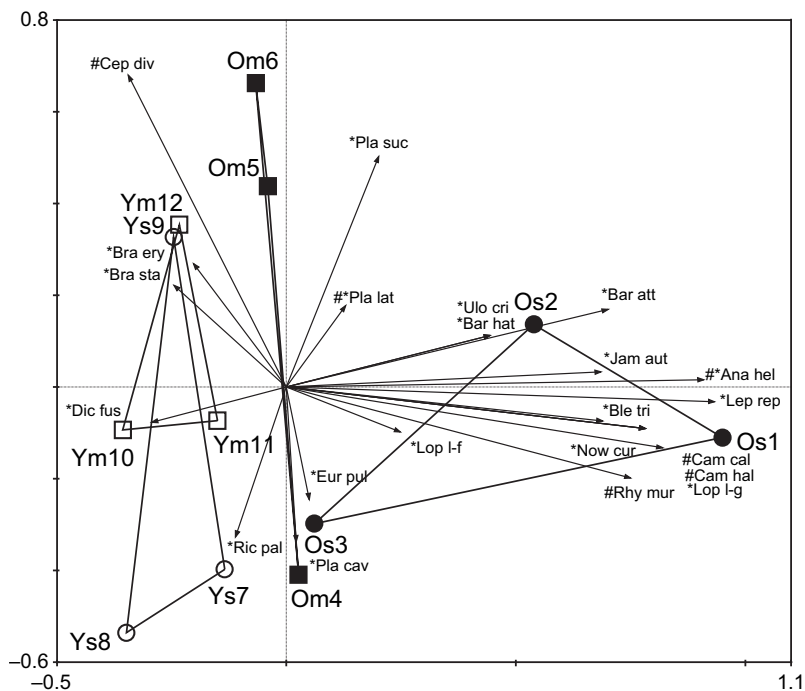 0.8
#Cep div
Om6
*Pla suc
Om5
Ym12
Ys9
*Bra ery
*Bra sta
#*Pla lat
*Ulo cri
*Bar hat
Os2
*Bar att
*Jam aut
#*Ana hel
*Lep rep
*Dic fus
*Ble tri
Ym10
Ym11
*Lop l-f
*Now cur
Os1
#Cam cal
#Cam hal
*Lop l-g
*Eur pul
#Rhy mur
Os3
*Ric pal
*Pla cav
Om4
Ys7
Ys8
–0.6
–0.5
1.1